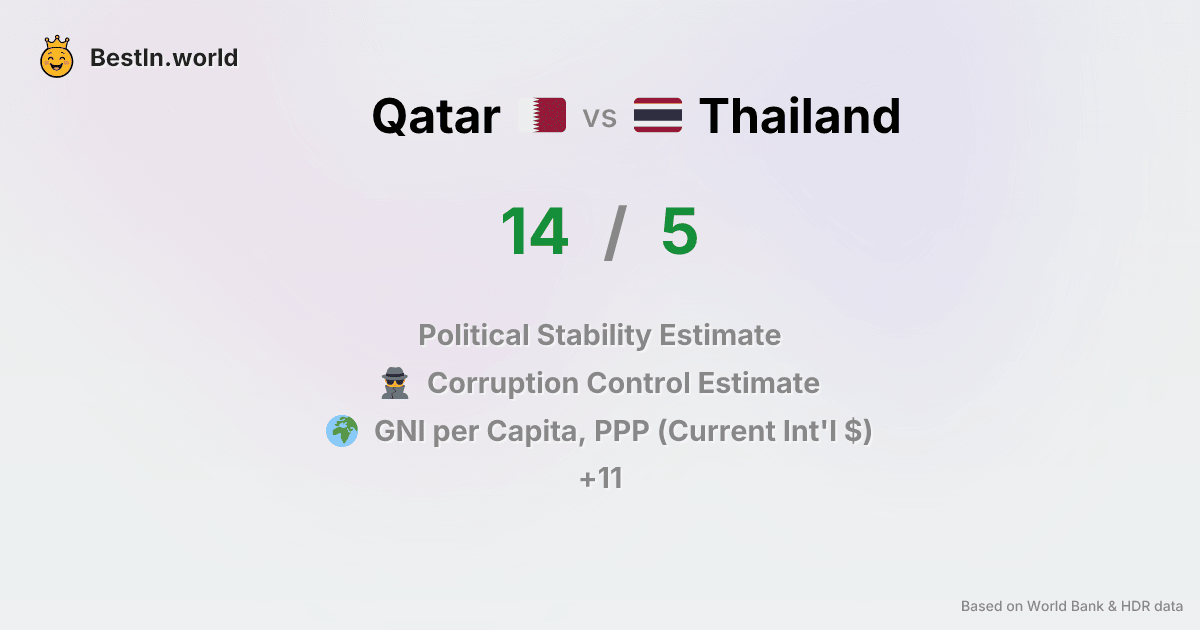 BestIn.world
Qatar vs Thailand
14 / 5
Political Stability Estimate
Corruption Control Estimate
GNI per Capita, PPP (Current Int'l $)
+11
Based on World Bank & HDR data